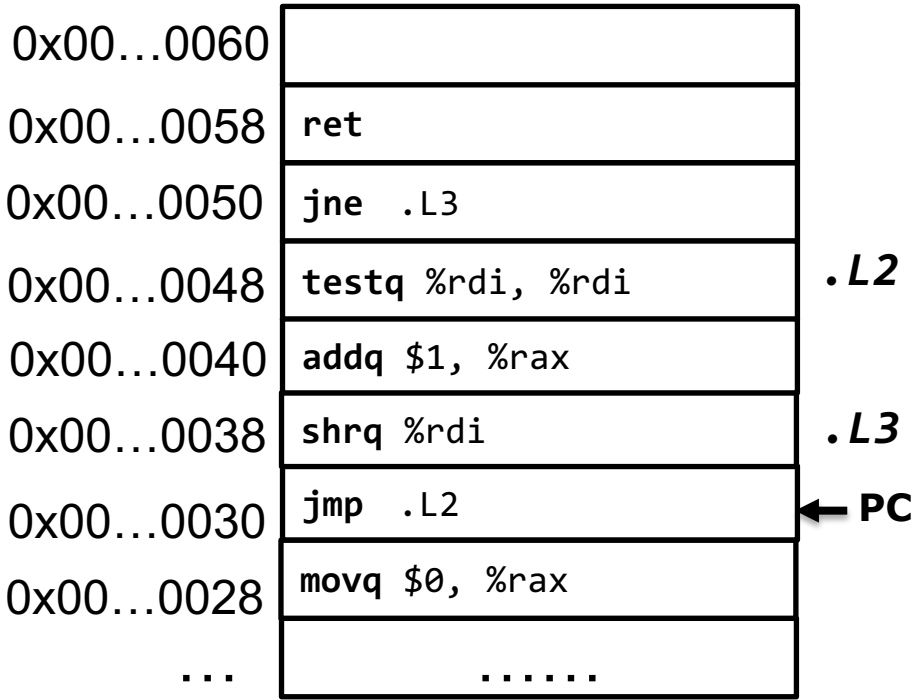 0x00…0060
0x00…0058 ret
0x00…0050 jne .L3
0x00…0048 testq %rdi, %rdi .L2
0x00…0040 addq $1, %rax
0x00…0038 shrq %rdi .L3
0x00…0030 jmp .L2 PC
0x00…0028 movq $0, %rax
... ......